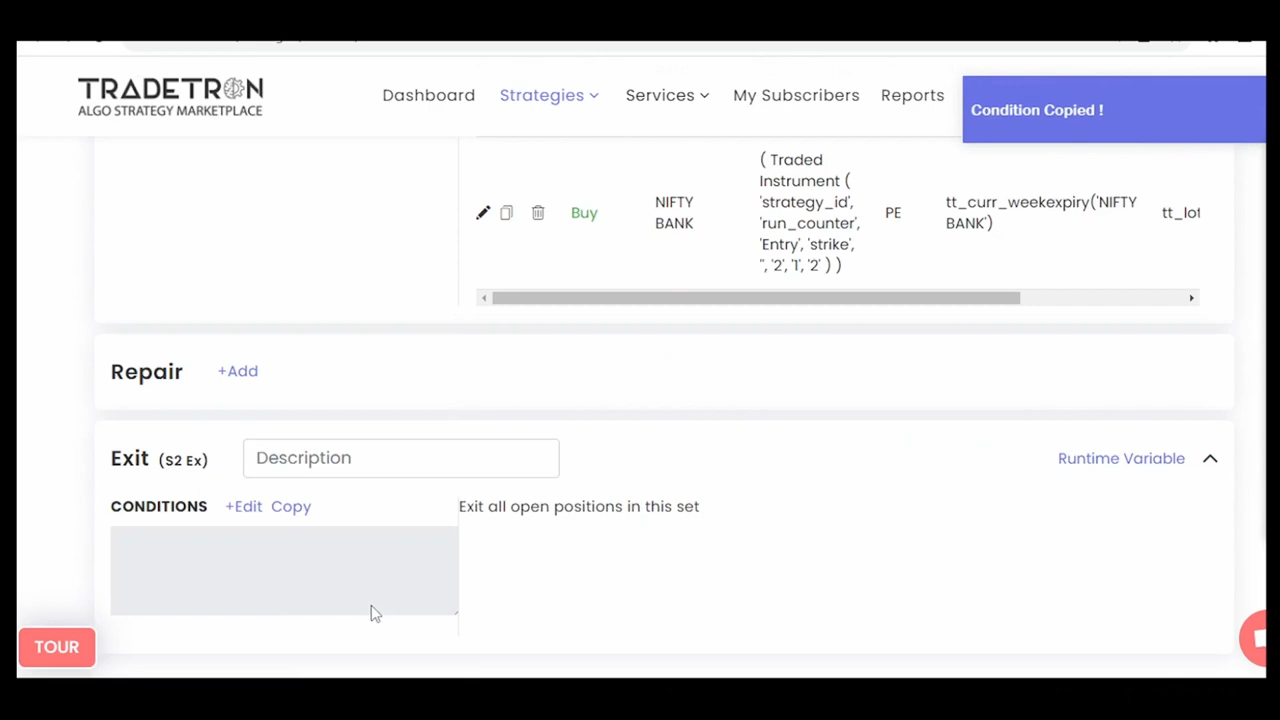 TRADETRON
ALGO STRATEGY MARKETPLACE
Dashboard
Strategies
Services
My Subscribers
Reports
Condition Copied !
Buy
NIFTY
BANK
( Traded
Instrument (
'strategy_id',
'run_counter',
'Entry', 'strike',
'', '2', '1', '2' ) )
PE
tt_curr_weekexpiry('NIFTY
BANK')
tt_lot
Repair +Add
Exit (S2 Ex) Description
Runtime Variable
CONDITIONS +Edit Copy
Exit all open positions in this set
TOUR